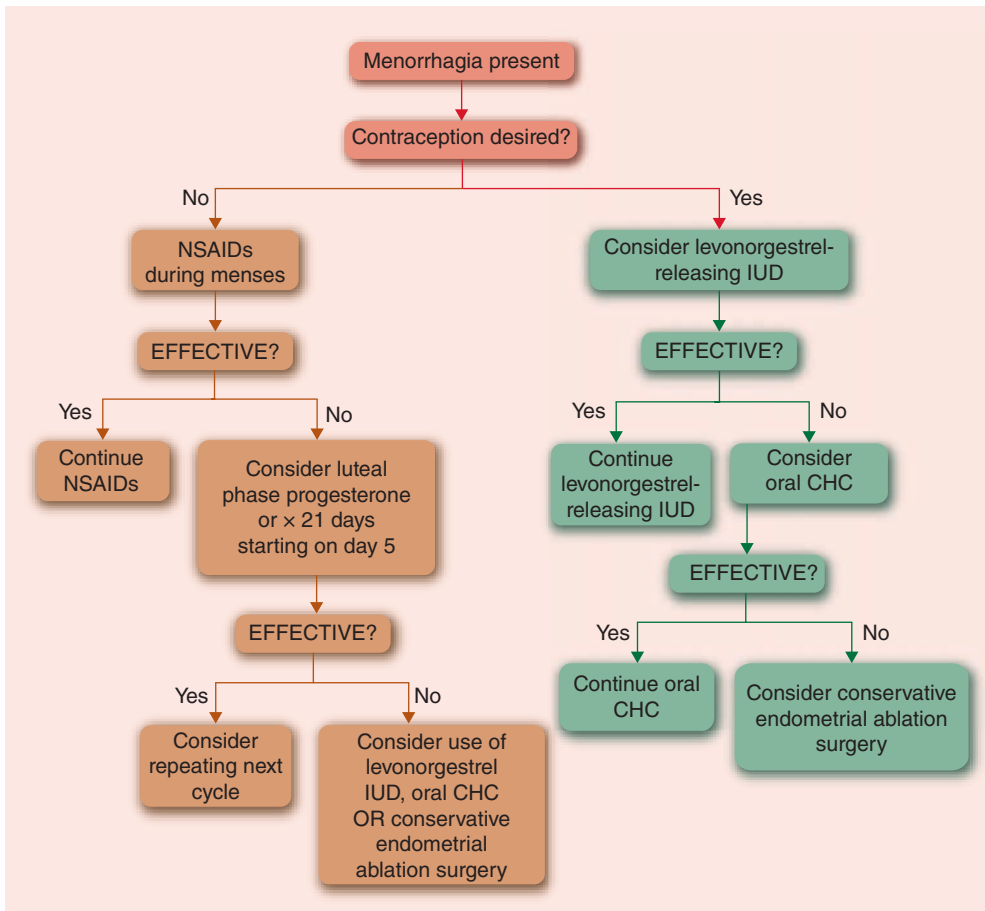 Menorrhagia present
Contraception desired?
No
Yes
NSAIDs
during menses
EFFECTIVE?
Yes
No
Continue
NSAIDs
Consider luteal
phase progesterone
or × 21 days
starting on day 5
EFFECTIVE?
Yes
No
Consider
repeating next
cycle
Consider use of
levonorgestrel
IUD, oral CHC
OR conservative
endometrial
ablation surgery
Consider levonorgestrel-
releasing IUD
EFFECTIVE?
Yes
No
Continue
levonorgestrel-
releasing IUD
Consider
oral CHC
EFFECTIVE?
Yes
No
Continue oral
CHC
Consider conservative
endometrial ablation
surgery